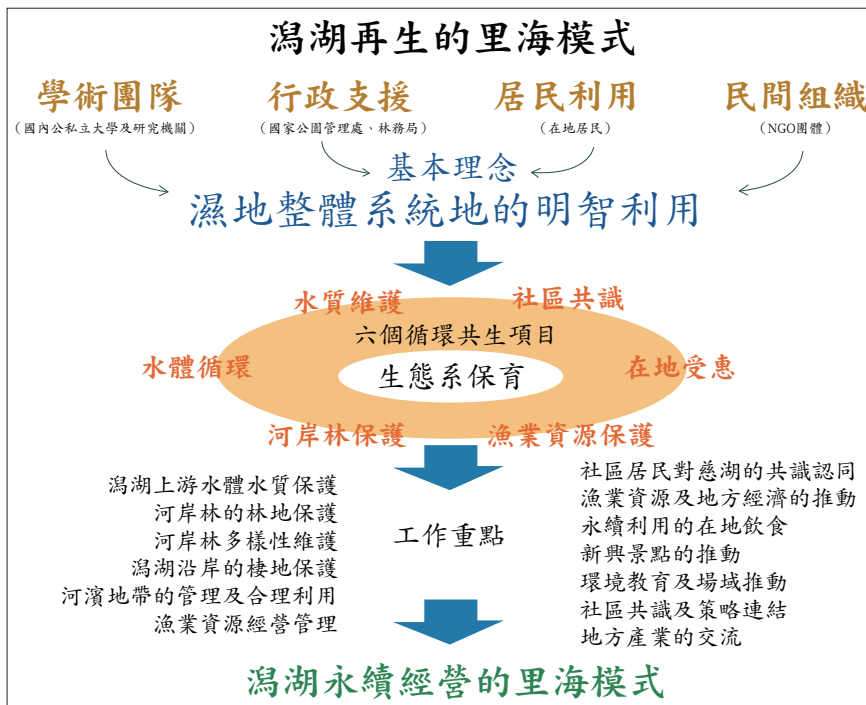 潟湖再生的里海模式
學術團隊
行政支援
居民利用
民間組織
（國內公私立大學及研究機關）
（國家公園管理處、林務局）
（在地居民）
（NGO團體）
基本理念
濕地整體系統地的明智利用
水質維護
社區共識
六個循環共生項目
水體循環
生態系保育
在地受惠
河岸林保護
漁業資源保護
潟湖上游水體水質保護
河岸林的林地保護
河岸林多樣性維護
潟湖沿岸的棲地保護
河濱地帶的管理及合理利用
漁業資源經營管理
工作重點
社區居民對慈湖的共識認同
漁業資源及地方經濟的推動
永續利用的在地飲食
新興景點的推動
環境教育及場域推動
社區共識及策略連結
地方產業的交流
潟湖永續經營的里海模式